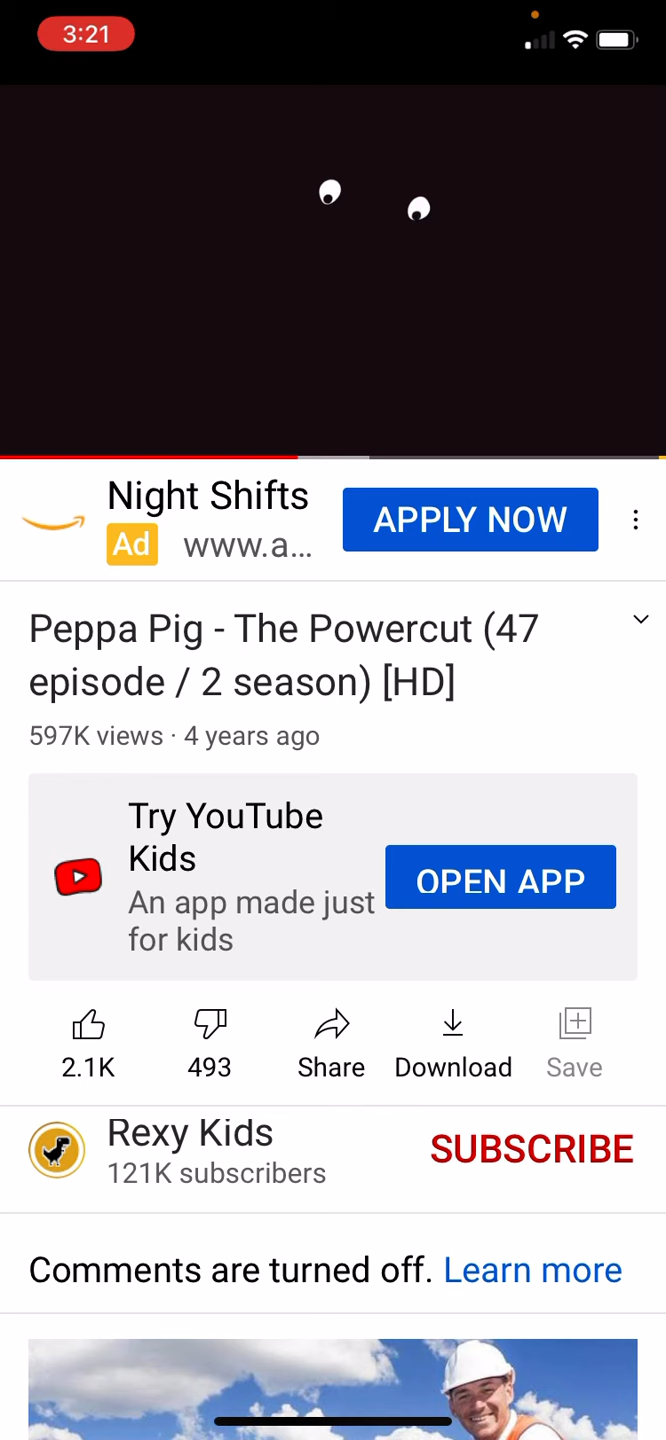 3:21
Night Shifts
Ad www.a...
APPLY NOW
Peppa Pig - The Powercut (47
episode / 2 season) [HD]
597K views · 4 years ago
Try YouTube
Kids
An app made just
for kids
OPEN APP
2.1K
493
Share
Download
Save
Rexy Kids
121K subscribers
SUBSCRIBE
Comments are turned off. Learn more